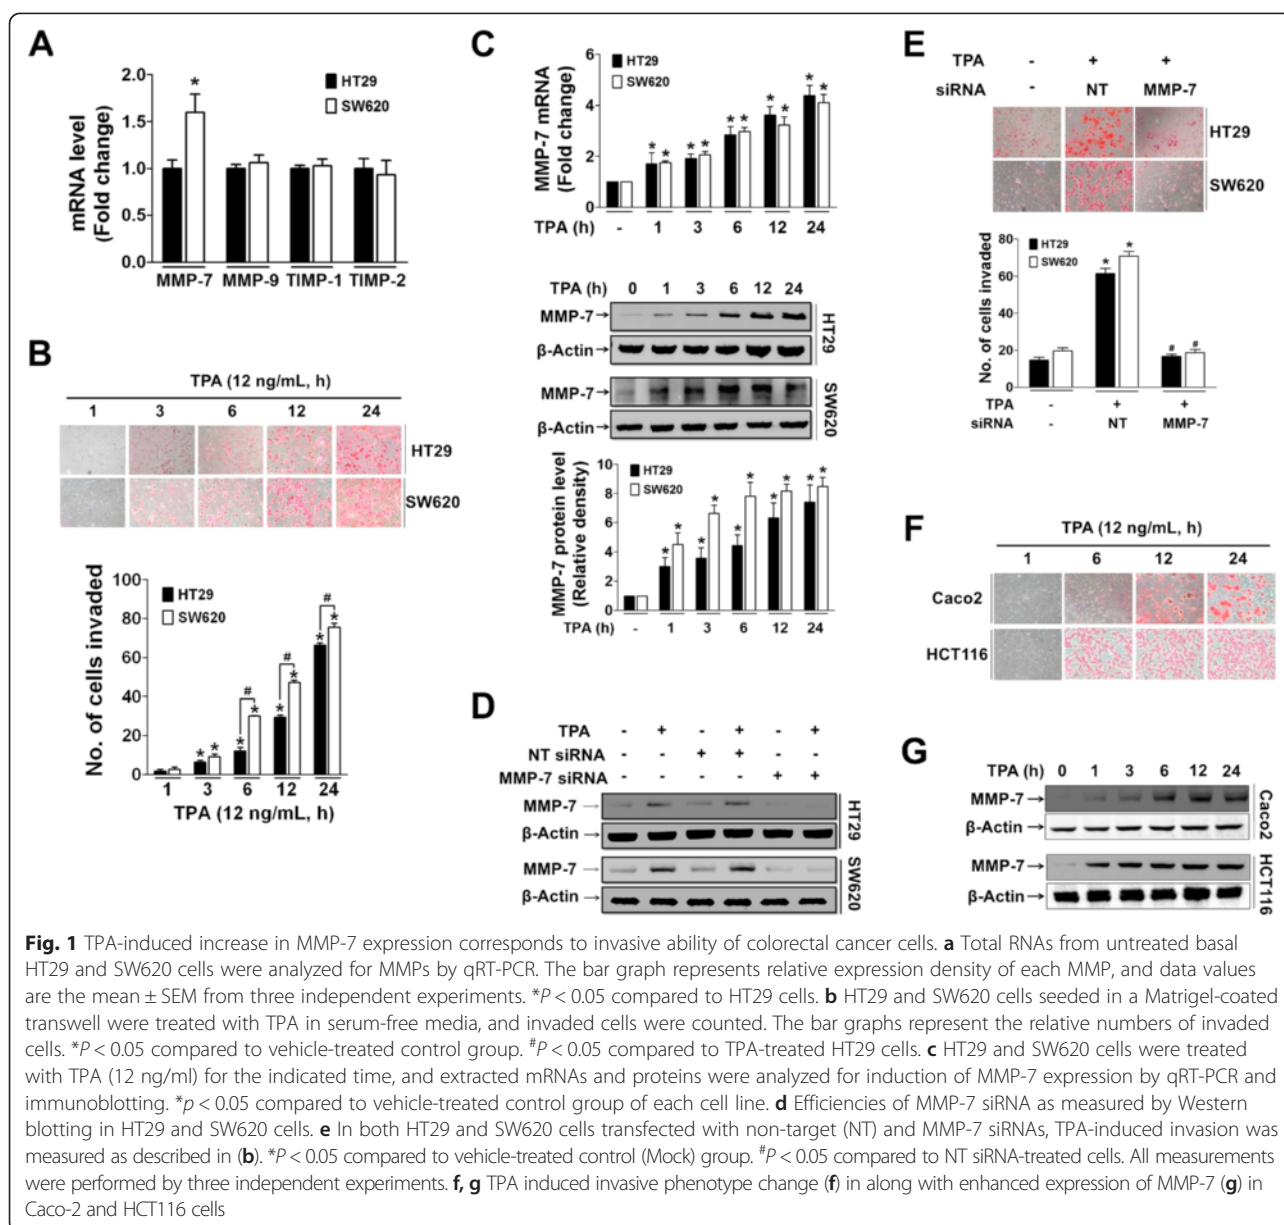 A
2.0
1.5
1.0
0.5
0.0
mRNA level
(Fold change)
*
HT29
SW620
MMP-7 MMP-9 TIMP-1 TIMP-2
B
TPA (12 ng/mL, h)
1 3 6 12 24
HT29
SW620
100
80
60
40
20
0
No. of cells invaded
HT29
SW620
* * * * * * * *
# # #
1 3 6 12 24
TPA (12 ng/mL, h)
C
6
4
2
0
MMP-7 mRNA
(Fold change)
HT29
SW620
* * * * * * * * * *
TPA (h) - 1 3 6 12 24
TPA (h) 0 1 3 6 12 24
MMP-7→
β-Actin→
HT29
MMP-7→
β-Actin→
SW620
10
8
6
4
2
0
MMP-7 protein level
(Relative density)
HT29
SW620
* * * * * * * * * *
TPA (h) - 1 3 6 12 24
D
TPA - + - + - +
NT siRNA - - + + - -
MMP-7 siRNA - - - - + +
MMP-7 →
β-Actin →
HT29
MMP-7 →
β-Actin →
SW620
E
TPA - + +
siRNA - NT MMP-7
HT29
SW620
80
60
40
20
0
No. of cells invaded
HT29
SW620
* * # #
TPA - + +
siRNA - NT MMP-7
F
TPA (12 ng/mL, h)
1 6 12 24
Caco2
HCT116
G
TPA (h) 0 1 3 6 12 24
MMP-7 →
β-Actin →
Caco2
MMP-7 →
β-Actin →
HCT116
Fig. 1 TPA-induced increase in MMP-7 expression corresponds to invasive ability of colorectal cancer cells. a Total RNAs from untreated basal
HT29 and SW620 cells were analyzed for MMPs by qRT-PCR. The bar graph represents relative expression density of each MMP, and data values
are the mean ± SEM from three independent experiments. *P < 0.05 compared to HT29 cells. b HT29 and SW620 cells seeded in a Matrigel-coated
transwell were treated with TPA in serum-free media, and invaded cells were counted. The bar graphs represent the relative numbers of invaded
cells. *P < 0.05 compared to vehicle-treated control group. #P < 0.05 compared to TPA-treated HT29 cells. c HT29 and SW620 cells were treated
with TPA (12 ng/ml) for the indicated time, and extracted mRNAs and proteins were analyzed for induction of MMP-7 expression by qRT-PCR and
immunoblotting. *p < 0.05 compared to vehicle-treated control group of each cell line. d Efficiencies of MMP-7 siRNA as measured by Western
blotting in HT29 and SW620 cells. e In both HT29 and SW620 cells transfected with non-target (NT) and MMP-7 siRNAs, TPA-induced invasion was
measured as described in (b). *P < 0.05 compared to vehicle-treated control (Mock) group. #P < 0.05 compared to NT siRNA-treated cells. All measurements
were performed by three independent experiments. f, g TPA induced invasive phenotype change (f) in along with enhanced expression of MMP-7 (g) in
Caco-2 and HCT116 cells